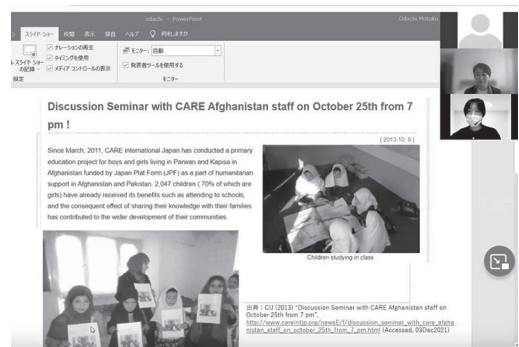 odachi - PowerPoint
Odachi Motoko
スライド ショー 校閲 表示 録音 ヘルプ 何をしますか
スライド ショー
の記録
ナレーションの再生
タイミングを使用
メディア コントロールの表示
設定
モニター: 自動
発表者ツールを使用する
モニター
Discussion Seminar with CARE Afghanistan staff on October 25th from 7
pm !
[ 2013.10. 8 ]
Since March, 2011, CARE international Japan has conducted a primary
education project for boys and girls living in Parwan and Kapisa in
Afghanistan funded by Japan Plat Form (JPF) as a part of humanitarian
support in Afghanistan and Pakistan. 2,047 children ( 70% of which are
girls) have already received its benefits such as attending to schools,
and the consequent effect of sharing their knowledge with their families
has contributed to the wider development of their communities.
Children studying in class
出典：CIJ (2013) "Discussion Seminar with CARE Afghanistan staff on
October 25th from 7 pm",
http://www.careintjp.org/newsE/f/discussion_seminar_with_care_afgha
nistan_staff_on_october_25th_from_7_pm.html (Accessed, 03Dec2021)